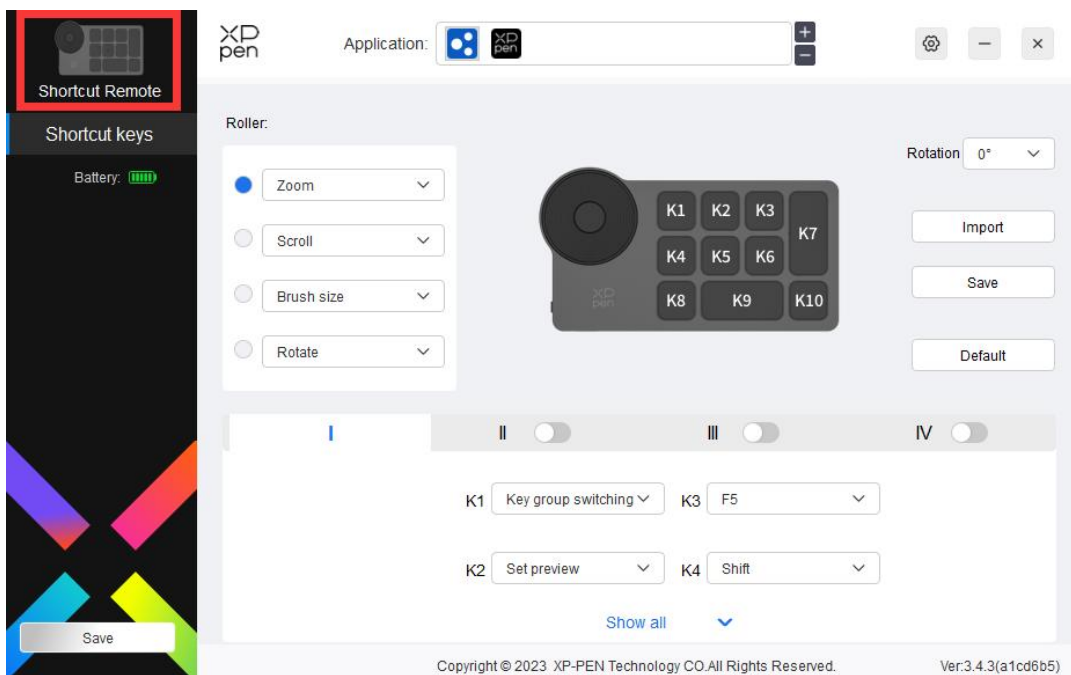 Shortcut Remote
Shortcut keys
Battery:
Save
XP
pen
Application:
XP
pen
+
−
Roller:
Zoom
Scroll
Brush size
Rotate
K1 K2 K3
K7
K4 K5 K6
K8 K9 K10
XP
pen
Rotation 0°
Import
Save
Default
I II III IV
K1 Key group switching K3 F5
K2 Set preview K4 Shift
Show all
Copyright © 2023 XP-PEN Technology CO.All Rights Reserved. Ver:3.4.3(a1cd6b5)